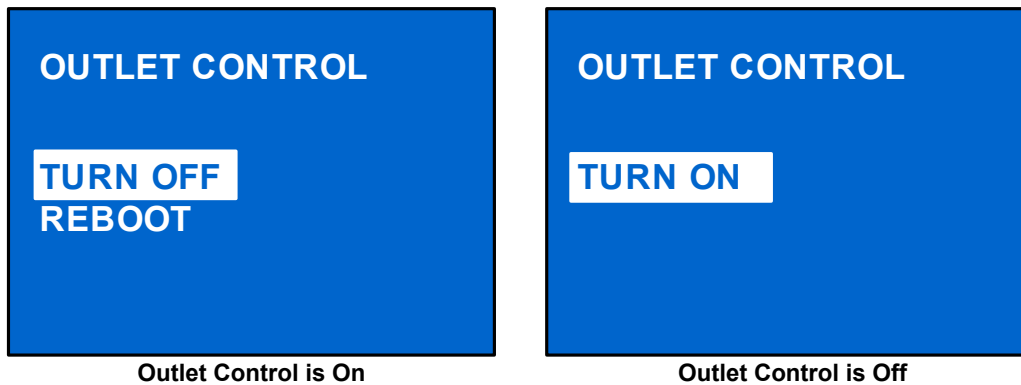 OUTLET CONTROL
TURN OFF
REBOOT
Outlet Control is On
OUTLET CONTROL
TURN ON
Outlet Control is Off